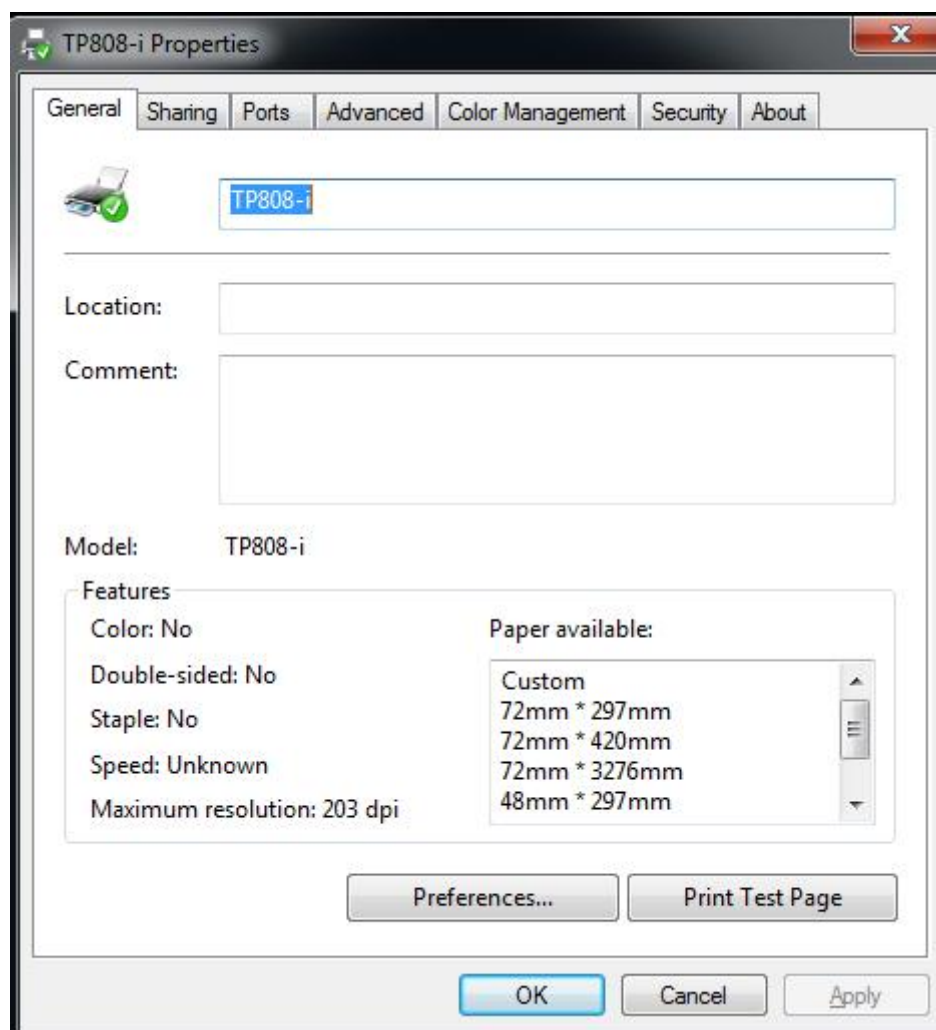 TP808-i Properties
General Sharing Ports Advanced Color Management Security About
TP808-i
Location:
Comment:
Model: TP808-i
Features
Color: No
Double-sided: No
Staple: No
Speed: Unknown
Maximum resolution: 203 dpi
Paper available:
Custom
72mm * 297mm
72mm * 420mm
72mm * 3276mm
48mm * 297mm
Preferences... Print Test Page
OK Cancel Apply